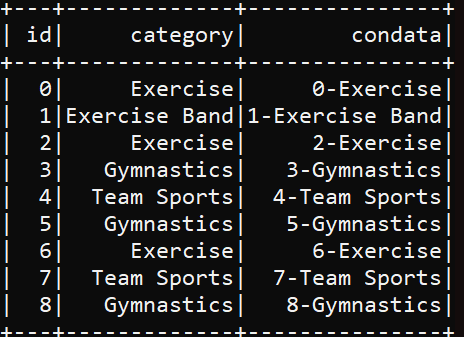 +---+-------------+---------------+
| id|     category|        condata|
+---+-------------+---------------+
|  0|     Exercise|     0-Exercise|
|  1|Exercise Band|1-Exercise Band|
|  2|     Exercise|     2-Exercise|
|  3|   Gymnastics|   3-Gymnastics|
|  4|  Team Sports|  4-Team Sports|
|  5|   Gymnastics|   5-Gymnastics|
|  6|     Exercise|     6-Exercise|
|  7|  Team Sports|  7-Team Sports|
|  8|   Gymnastics|   8-Gymnastics|
+---+-------------+---------------+